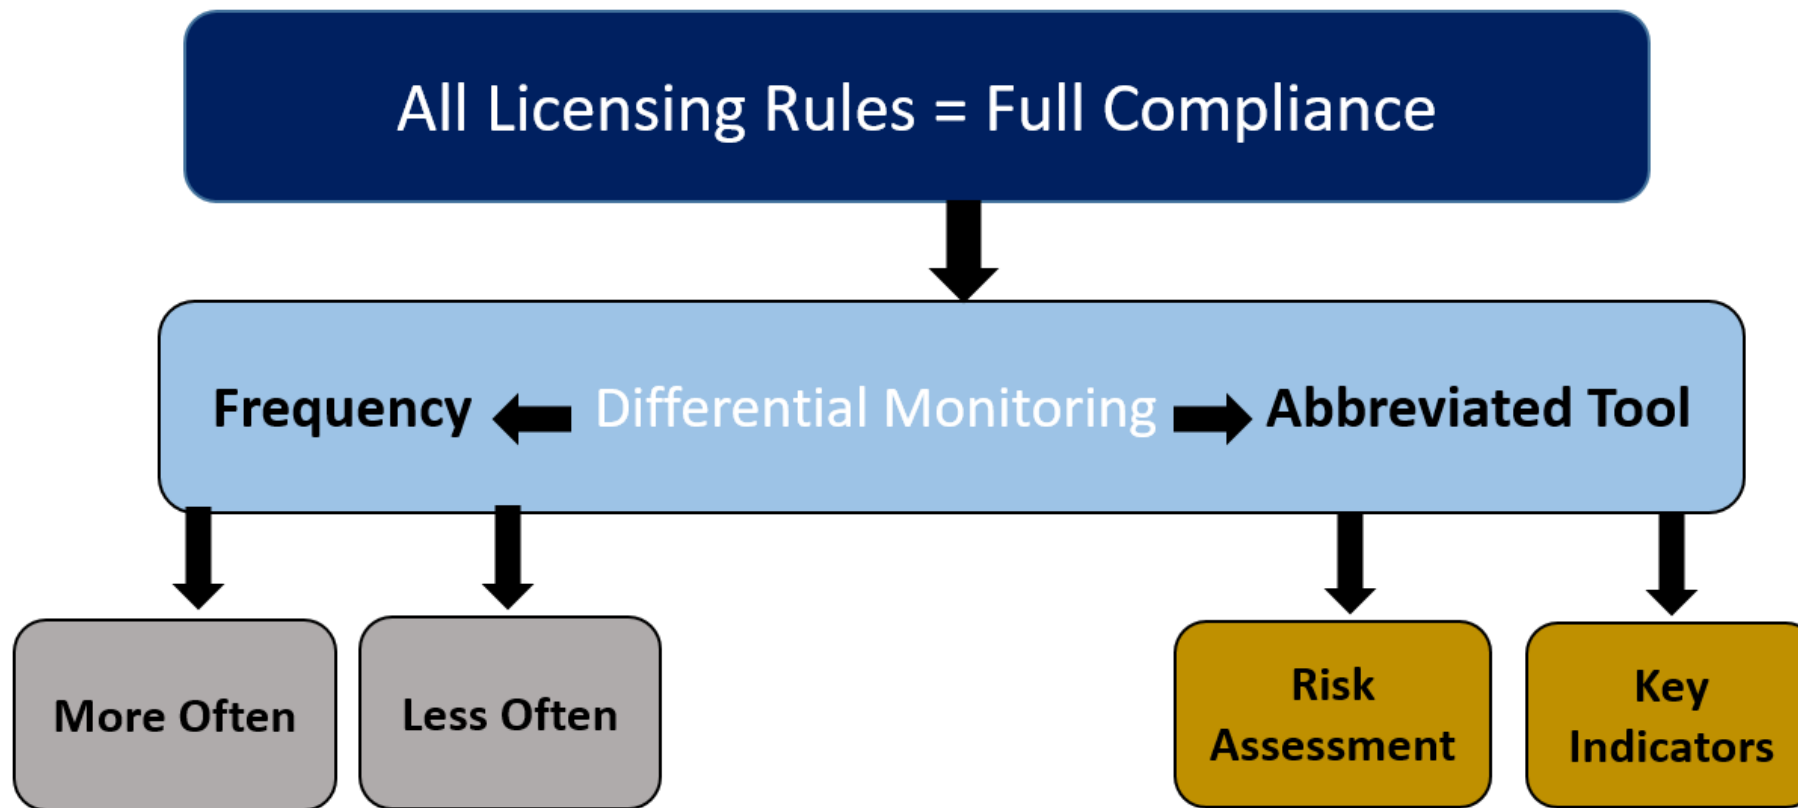 All Licensing Rules = Full Compliance
Frequency Differential Monitoring Abbreviated Tool
More Often
Less Often
Risk
Assessment
Key
Indicators